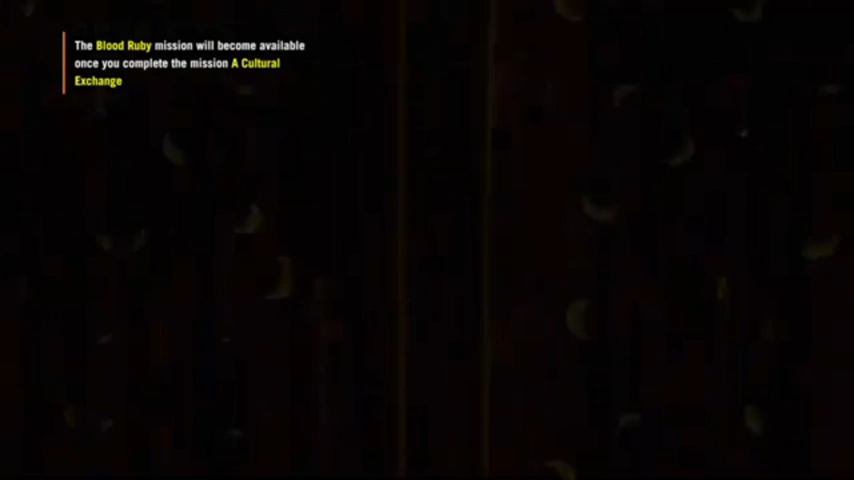 The Blood Ruby mission will become available
once you complete the mission A Cultural
Exchange